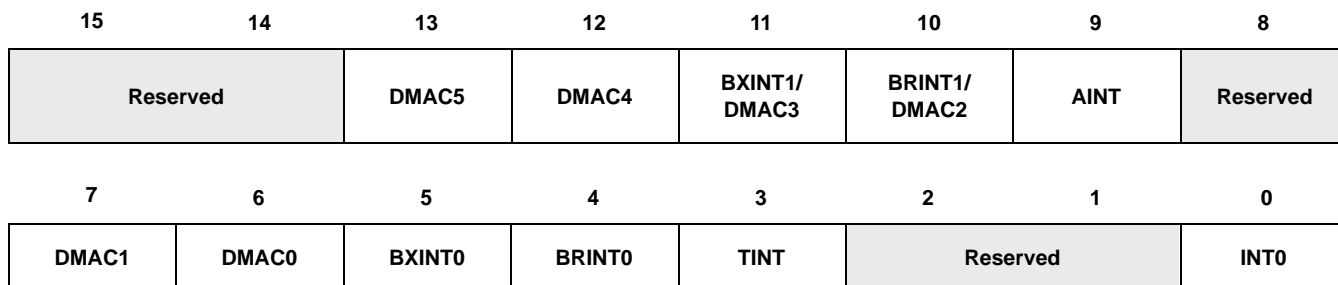 15 14 13 12 11 10 9 8
Reserved DMAC5 DMAC4 BXINT1/ DMAC3 BRINT1/ DMAC2 AINT Reserved
7 6 5 4 3 2 1 0
DMAC1 DMAC0 BXINT0 BRINT0 TINT Reserved INT0